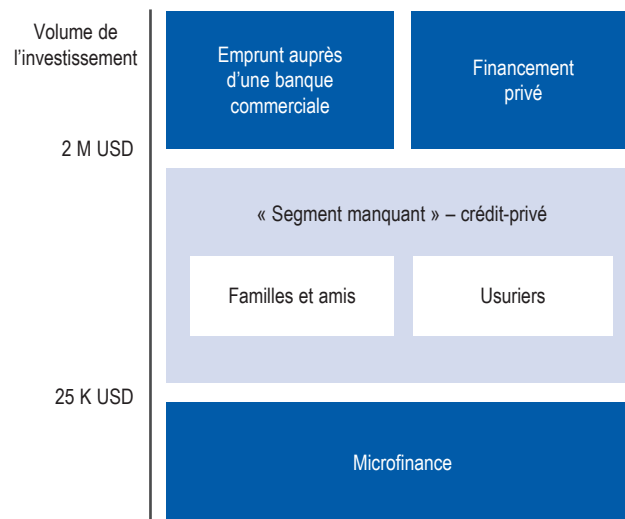 Volume de
l’investissement
Emprunt auprès
d’une banque
commerciale
Financement
privé
2 M USD
« Segment manquant » – crédit-privé
Familles et amis
Usuriers
25 K USD
Microfinance